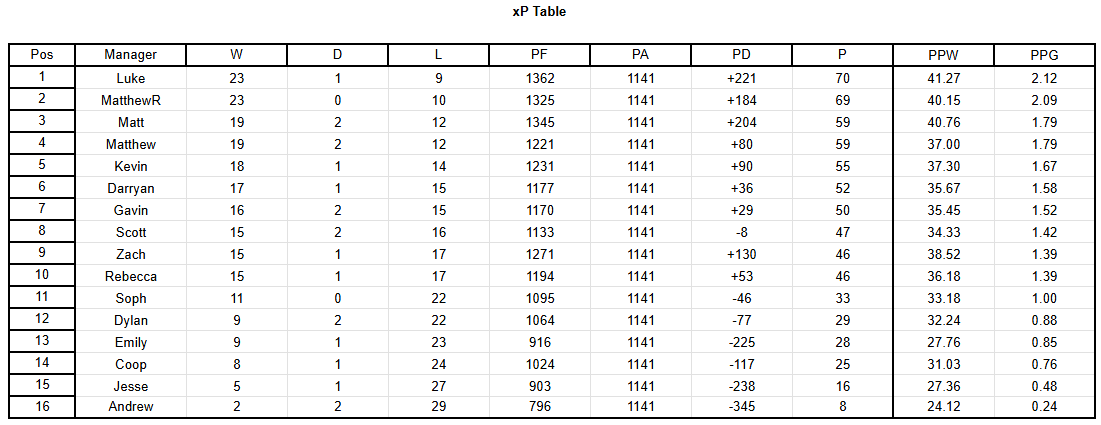 xP Table
Pos Manager W D L PF PA PD P PPW PPG
1 Luke 23 1 9 1362 1141 +221 70 41.27 2.12
2 MatthewR 23 0 10 1325 1141 +184 69 40.15 2.09
3 Matt 19 2 12 1345 1141 +204 59 40.76 1.79
4 Matthew 19 2 12 1221 1141 +80 59 37.00 1.79
5 Kevin 18 1 14 1231 1141 +90 55 37.30 1.67
6 Darryan 17 1 15 1177 1141 +36 52 35.67 1.58
7 Gavin 16 2 15 1170 1141 +29 50 35.45 1.52
8 Scott 15 2 16 1133 1141 -8 47 34.33 1.42
9 Zach 15 1 17 1271 1141 +130 46 38.52 1.39
10 Rebecca 15 1 17 1194 1141 +53 46 36.18 1.39
11 Soph 11 0 22 1095 1141 -46 33 33.18 1.00
12 Dylan 9 2 22 1064 1141 -77 29 32.24 0.88
13 Emily 9 1 23 916 1141 -225 28 27.76 0.85
14 Coop 8 1 24 1024 1141 -117 25 31.03 0.76
15 Jesse 5 1 27 903 1141 -238 16 27.36 0.48
16 Andrew 2 2 29 796 1141 -345 8 24.12 0.24